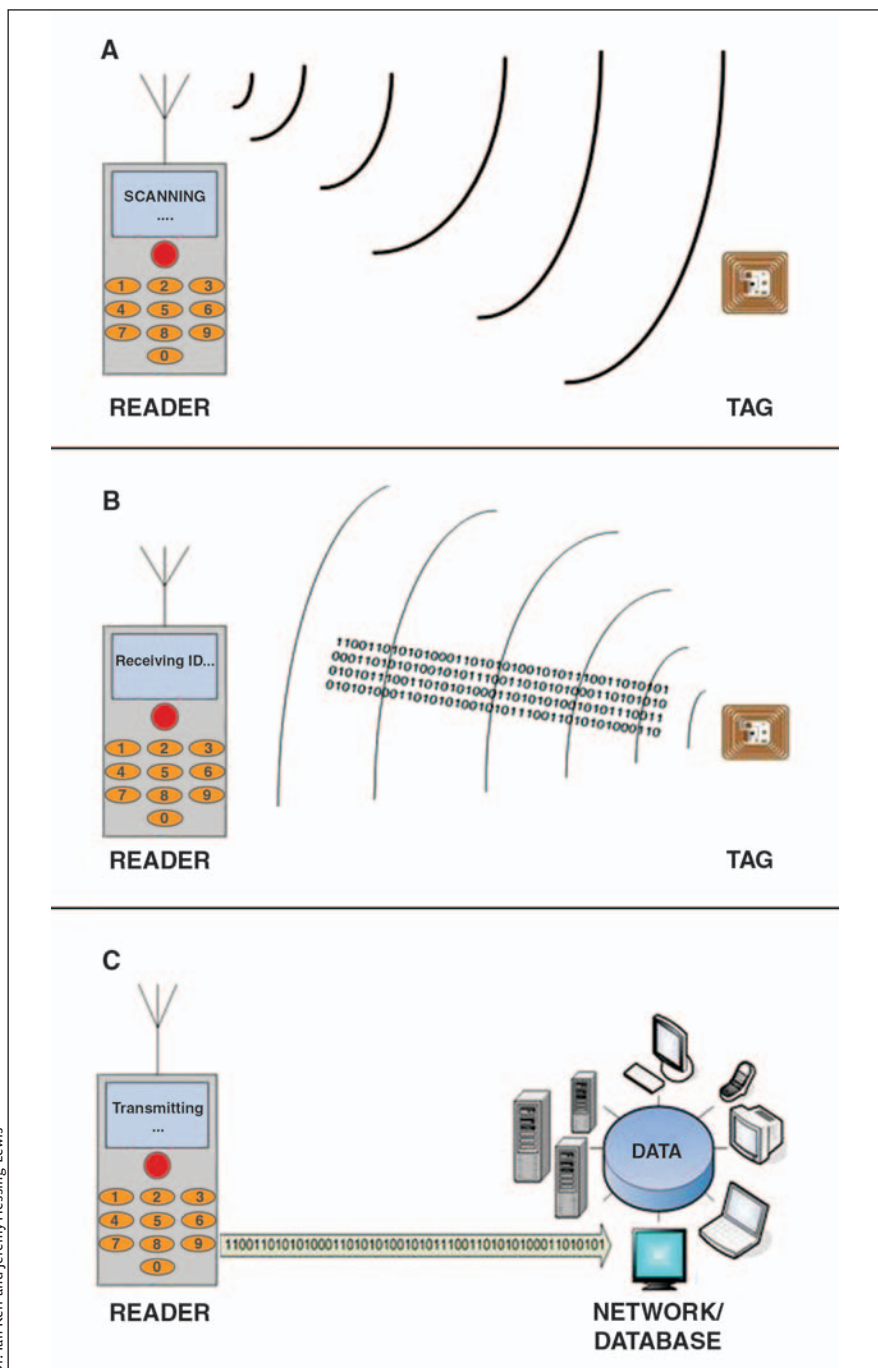 A
SCANNING
....
1 2 3
4 5 6
7 8 9
0
READER
TAG
B
Receiving ID...
1 2 3
4 5 6
7 8 9
0
READER
TAG
C
Transmitting
...
1 2 3
4 5 6
7 8 9
0
READER
DATA
NETWORK/
DATABASE